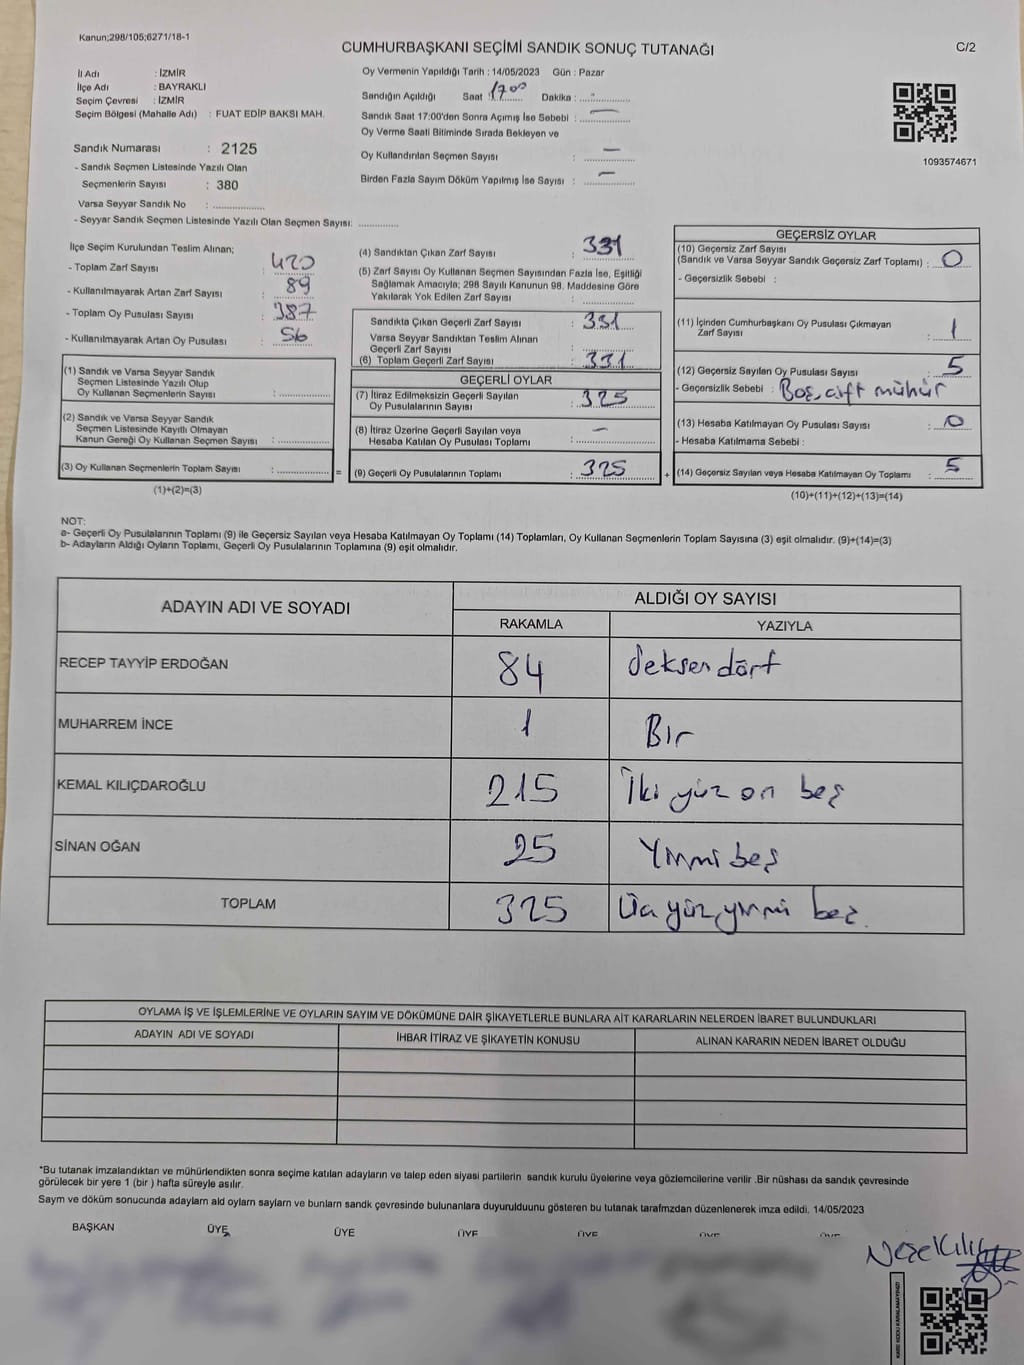 Kanun;298/105;6271/18-1
CUMHURBAŞKANI SEÇİMİ SANDIK SONUÇ TUTANAĞI
C/2
İl Adı : İZMİR
İlçe Adı : BAYRAKLI
Seçim Çevresi : İZMİR
Seçim Bölgesi (Mahalle Adı) : FUAT EDİP BAKSI MAH.
Sandık Numarası : 2125
- Sandık Seçmen Listesinde Yazılı Olan
Seçmenlerin Sayısı : 380
Varsa Seyyar Sandık No : ..............
- Seyyar Sandık Seçmen Listesinde Yazılı Olan Seçmen Sayısı: ..............
Oy Vermenin Yapıldığı Tarih : 14/05/2023 Gün : Pazar
Sandığın Açıldığı Saat : 17⁰⁰ Dakika : -
Sandık Saat 17:00'den Sonra Açımış İse Sebebi : —
Oy Verme Saati Bitiminde Sırada Bekleyen ve
Oy Kullandırılan Seçmen Sayısı : —
Birden Fazla Sayım Döküm Yapılmış İse Sayısı : —
1093574671
İlçe Seçim Kurulundan Teslim Alınan;
- Toplam Zarf Sayısı : 420
- Kullanılmayarak Artan Zarf Sayısı : 89
- Toplam Oy Pusulası Sayısı : 387
- Kullanılmayarak Artan Oy Pusulası : 56
(1) Sandık ve Varsa Seyyar Sandık
Seçmen Listesinde Yazılı Olup
Oy Kullanan Seçmenlerin Sayısı : ..............
(2) Sandık ve Varsa Seyyar Sandık
Seçmen Listesinde Kayıtlı Olmayan
Kanun Gereği Oy Kullanan Seçmen Sayısı : ..............
(3) Oy Kullanan Seçmenlerin Toplam Sayısı : ..............
=
(1)+(2)=(3)
(4) Sandıktan Çıkan Zarf Sayısı : 331
(5) Zarf Sayısı Oy Kullanan Seçmen Sayısından Fazla İse, Eşitliği
Sağlamak Amacıyla; 298 Sayılı Kanunun 98. Maddesine Göre
Yakılarak Yok Edilen Zarf Sayısı : ..............
Sandıkta Çıkan Geçerli Zarf Sayısı : 331
Varsa Seyyar Sandıktan Teslim Alınan
Geçerli Zarf Sayısı : ..............
(6) Toplam Geçerli Zarf Sayısı : 331
GEÇERLİ OYLAR
(7) İtiraz Edilmeksizin Geçerli Sayılan
Oy Pusulalarının Sayısı : 325
(8) İtiraz Üzerine Geçerli Sayılan veya
Hesaba Katılan Oy Pusulası Toplamı : —
(9) Geçerli Oy Pusulalarının Toplamı : 325
+
GEÇERSİZ OYLAR
(10) Geçersiz Zarf Sayısı
(Sandık ve Varsa Seyyar Sandık Geçersiz Zarf Toplamı) : 0
- Geçersizlik Sebebi :
(11) İçinden Cumhurbaşkanı Oy Pusulası Çıkmayan
Zarf Sayısı : 1
(12) Geçersiz Sayılan Oy Pusulası Sayısı : 5
- Geçersizlik Sebebi : Boş, çift mühür
(13) Hesaba Katılmayan Oy Pusulası Sayısı : 0
- Hesaba Katılmama Sebebi :
(14) Geçersiz Sayılan veya Hesaba Katılmayan Oy Toplamı : 5
(10)+(11)+(12)+(13)=(14)
NOT:
a- Geçerli Oy Pusulalarının Toplamı (9) ile Geçersiz Sayılan veya Hesaba Katılmayan Oy Toplamı (14) Toplamları, Oy Kullanan Seçmenlerin Toplam Sayısına (3) eşit olmalıdır. (9)+(14)=(3)
b- Adayların Aldığı Oyların Toplamı, Geçerli Oy Pusulalarının Toplamına (9) eşit olmalıdır.
ADAYIN ADI VE SOYADI
ALDIĞI OY SAYISI
RAKAMLA YAZIYLA
RECEP TAYYİP ERDOĞAN 84 Seksen dört
MUHARREM İNCE 1 Bir
KEMAL KILIÇDAROĞLU 215 İki yüz on beş
SİNAN OĞAN 25 Yirmi beş
TOPLAM 325 Üç yüz yirmi beş.
OYLAMA İŞ VE İŞLEMLERİNE VE OYLARIN SAYIM VE DÖKÜMÜNE DAİR ŞİKAYETLERLE BUNLARA AİT KARARLARIN NELERDEN İBARET BULUNDUKLARI
ADAYIN ADI VE SOYADI İHBAR İTİRAZ VE ŞİKAYETİN KONUSU ALINAN KARARIN NEDEN İBARET OLDUĞU
*Bu tutanak imzalandıktan ve mühürlendikten sonra seçime katılan adayların ve talep eden siyasi partilerin sandık kurulu üyelerine veya gözlemcilerine verilir .Bir nüshası da sandık çevresinde
görülecek bir yere 1 (bir ) hafta süreyle asılır.
Saym ve döküm sonucunda adaylarn ald oylarn saylarn ve bunlarn sandk çevresinde bulunanlara duyurulduunu gösteren bu tutanak tarafmzdan düzenlenerek imza edildi. 14/05/2023
BAŞKAN ÜYE ÜYE ÜYE ÜYE